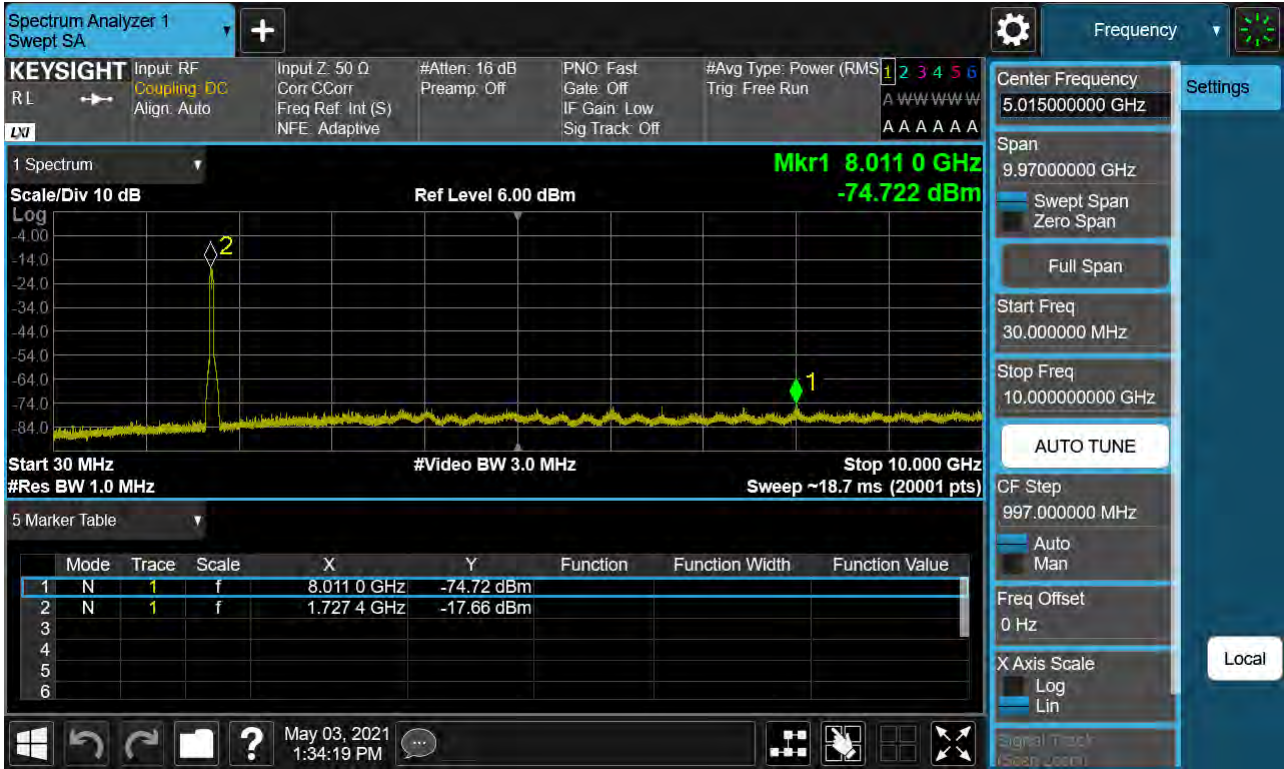 Spectrum Analyzer 1
Swept SA
+
Frequency
KEYSIGHT
R L
LXI
Input: RF
Coupling: DC
Align: Auto
Input Z: 50 Ω
Corr CCorr
Freq Ref: Int (S)
NFE: Adaptive
#Atten: 16 dB
Preamp: Off
PNO: Fast
Gate: Off
IF Gain: Low
Sig Track: Off
#Avg Type: Power (RMS
Trig: Free Run
1 2 3 4 5 6
A W W W W W
A A A A A A
1 Spectrum
Scale/Div 10 dB
Ref Level 6.00 dBm
Mkr1 8.011 0 GHz
-74.722 dBm
Log
-4.00
-14.0
-24.0
-34.0
-44.0
-54.0
-64.0
-74.0
-84.0
2
1
Start 30 MHz
#Video BW 3.0 MHz
Stop 10.000 GHz
#Res BW 1.0 MHz
Sweep ~18.7 ms (20001 pts)
5 Marker Table
Mode Trace Scale X Y Function Function Width Function Value
1 N 1 f 8.011 0 GHz -74.72 dBm
2 N 1 f 1.727 4 GHz -17.66 dBm
3
4
5
6
?
May 03, 2021
1:34:19 PM
Center Frequency
5.015000000 GHz
Span
9.97000000 GHz
Swept Span
Zero Span
Full Span
Start Freq
30.000000 MHz
Stop Freq
10.000000000 GHz
AUTO TUNE
CF Step
997.000000 MHz
Auto
Man
Freq Offset
0 Hz
X Axis Scale
Log
Lin
Signal Track
(Span Zoom)
Settings
Local